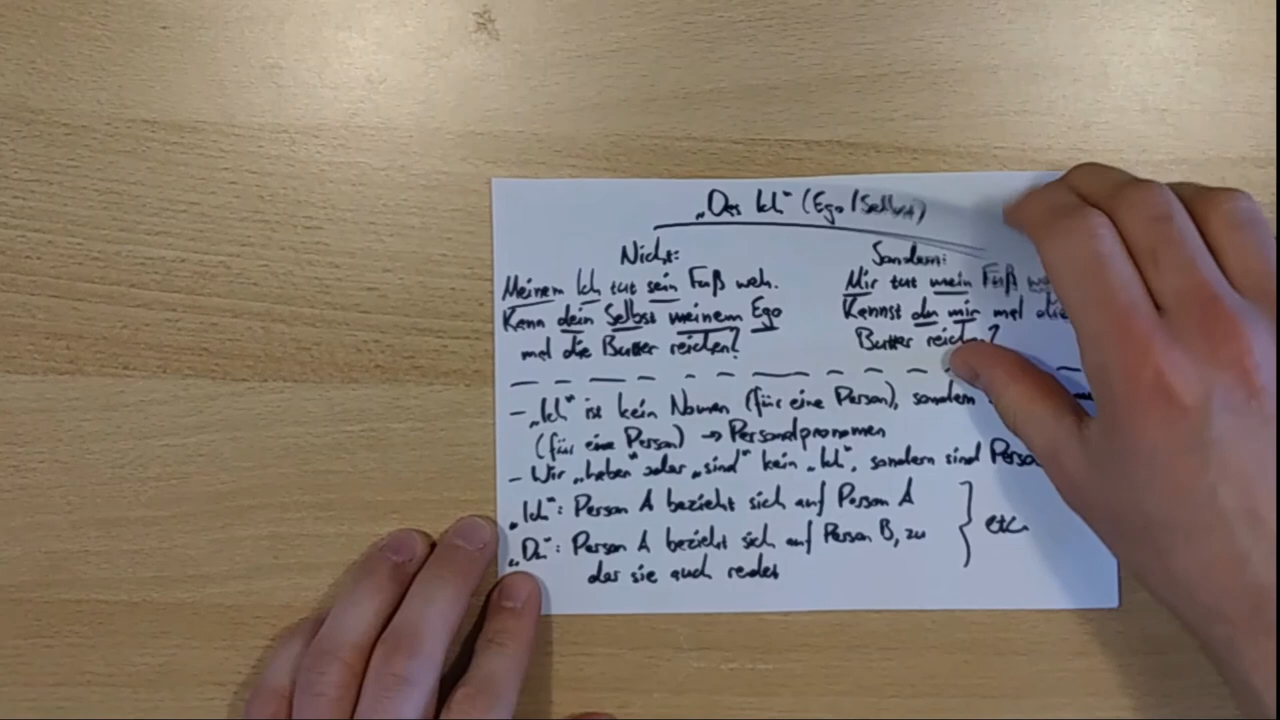 „Das Ich“ (Ego/Selbst)
Nicht:
Meinem Ich tut sein Fuß weh.
Kann dein Selbst meinem Ego
mal die Butter reichen?
Sondern:
Mir tut mein Fuß
Kannst du mir mal die
Butter reichen?
- „Ich“ ist kein Nomen (für eine Person), sondern
(für eine Person) → Personalpronomen
- Wir „haben“ oder „sind“ kein „Ich“, sondern sind
„Ich“: Person A bezieht sich auf Person A
„Du“: Person A bezieht sich auf Person B, zu
der sie auch redet
etc.